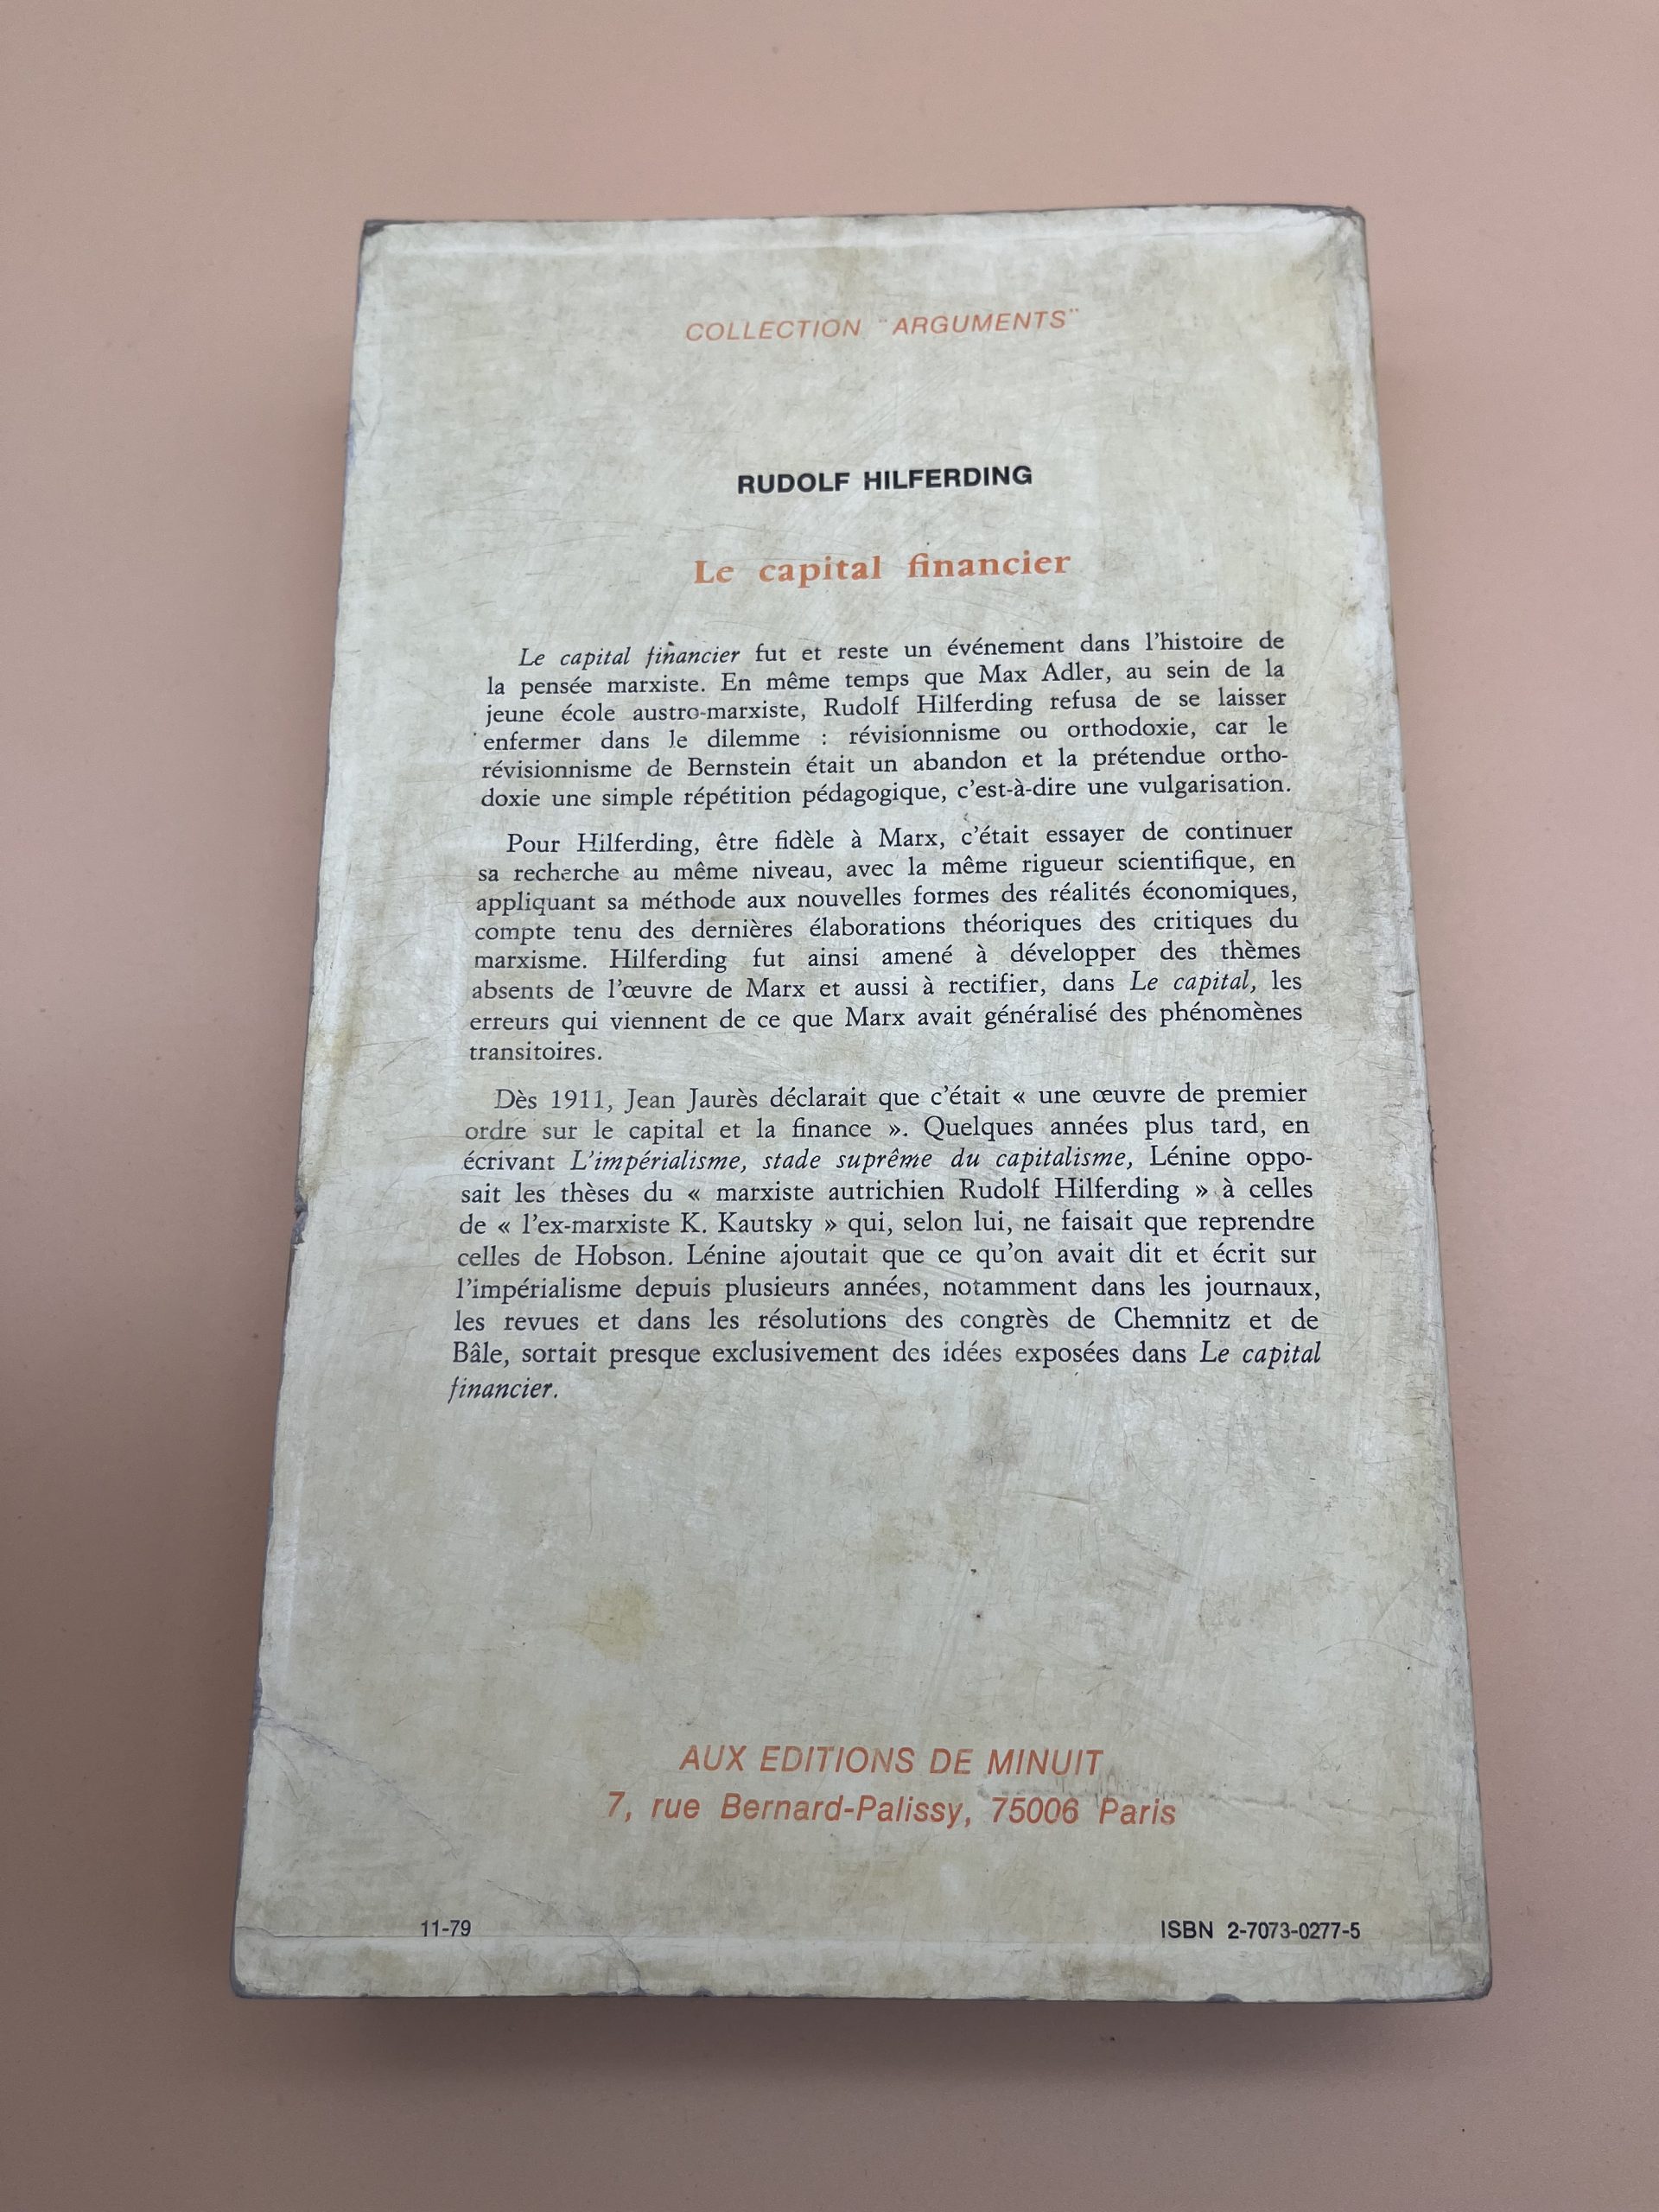 COLLECTION "ARGUMENTS"
RUDOLF HILFERDING
Le capital financier
Le capital financier fut et reste un événement dans l'histoire de
la pensée marxiste. En même temps que Max Adler, au sein de la
jeune école austro-marxiste, Rudolf Hilferding refusa de se laisser
enfermer dans le dilemme : révisionnisme ou orthodoxie, car le
révisionnisme de Bernstein était un abandon et la prétendue ortho-
doxie une simple répétition pédagogique, c'est-à-dire une vulgarisation.
Pour Hilferding, être fidèle à Marx, c'était essayer de continuer
sa recherche au même niveau, avec la même rigueur scientifique, en
appliquant sa méthode aux nouvelles formes des réalités économiques,
compte tenu des dernières élaborations théoriques des critiques du
marxisme. Hilferding fut ainsi amené à développer des thèmes
absents de l'œuvre de Marx et aussi à rectifier, dans Le capital, les
erreurs qui viennent de ce que Marx avait généralisé des phénomènes
transitoires.
Dès 1911, Jean Jaurès déclarait que c'était « une œuvre de premier
ordre sur le capital et la finance ». Quelques années plus tard, en
écrivant L'impérialisme, stade suprême du capitalisme, Lénine oppo-
sait les thèses du « marxiste autrichien Rudolf Hilferding » à celles
de « l'ex-marxiste K. Kautsky » qui, selon lui, ne faisait que reprendre
celles de Hobson. Lénine ajoutait que ce qu'on avait dit et écrit sur
l'impérialisme depuis plusieurs années, notamment dans les journaux,
les revues et dans les résolutions des congrès de Chemnitz et de
Bâle, sortait presque exclusivement des idées exposées dans Le capital
financier.
AUX EDITIONS DE MINUIT
7, rue Bernard-Palissy, 75006 Paris
11-79
ISBN 2-7073-0277-5